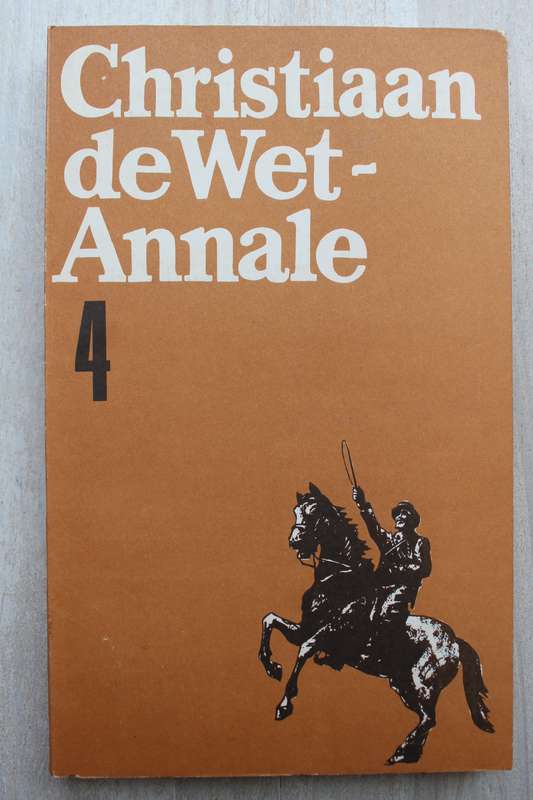 Christiaan
de Wet-
Annale
4